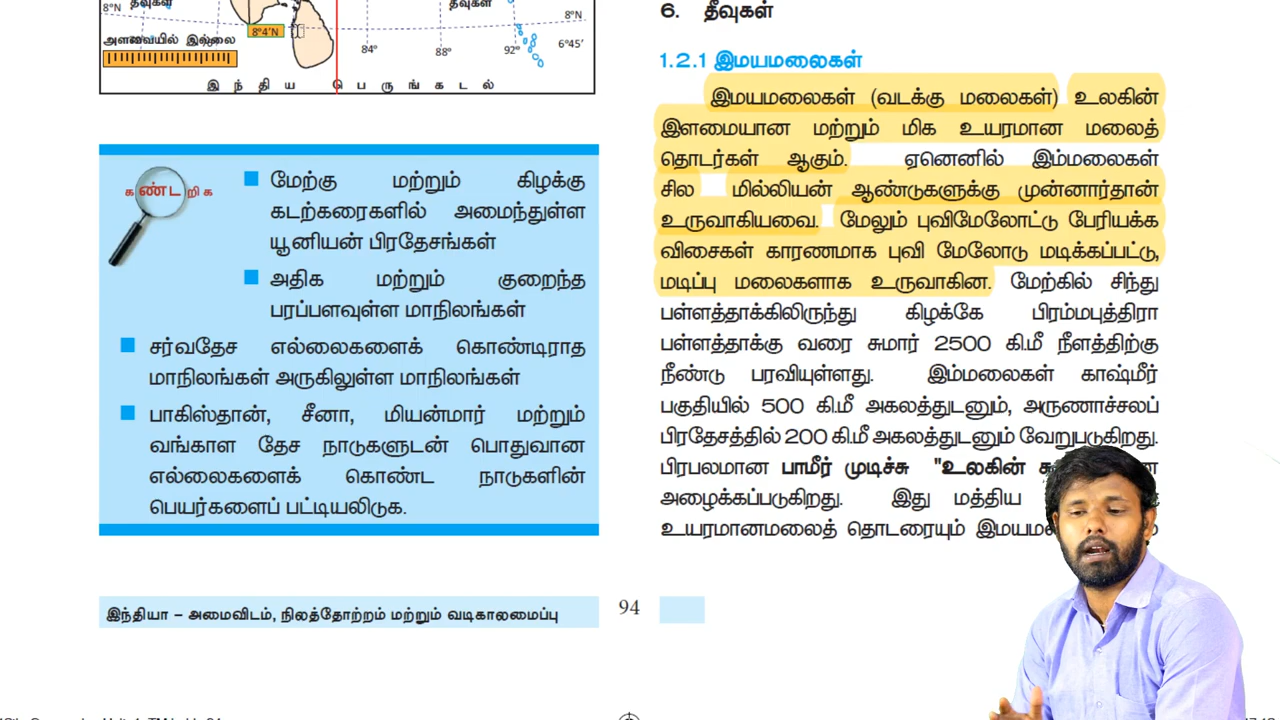 8°N
தீவுகள்
தீவுகள்
8°N
8°4'N
84°
88°
92°
6°45'
அளவையில் இல்லை
இந்திய பெருங்கடல்
கண்டறிக
மேற்கு மற்றும் கிழக்கு
கடற்கரைகளில் அமைந்துள்ள
யூனியன் பிரதேசங்கள்
அதிக மற்றும் குறைந்த
பரப்பளவுள்ள மாநிலங்கள்
சர்வதேச எல்லைகளைக் கொண்டிராத
மாநிலங்கள் அருகிலுள்ள மாநிலங்கள்
பாகிஸ்தான், சீனா, மியன்மார் மற்றும்
வங்காள தேச நாடுகளுடன் பொதுவான
எல்லைகளைக் கொண்ட நாடுகளின்
பெயர்களைப் பட்டியலிடுக.
இந்தியா – அமைவிடம், நிலத்தோற்றம் மற்றும் வடிகாலமைப்பு
94
6. தீவுகள்
1.2.1 இமயமலைகள்
இமயமலைகள் (வடக்கு மலைகள்) உலகின்
இளமையான மற்றும் மிக உயரமான மலைத்
தொடர்கள் ஆகும். ஏனெனில் இம்மலைகள்
சில மில்லியன் ஆண்டுகளுக்கு முன்னார்தான்
உருவாகியவை. மேலும் புவிமேலோட்டு பேரியக்க
விசைகள் காரணமாக புவி மேலோடு மடிக்கப்பட்டு,
மடிப்பு மலைகளாக உருவாகின. மேற்கில் சிந்து
பள்ளத்தாக்கிலிருந்து கிழக்கே பிரம்மபுத்திரா
பள்ளத்தாக்கு வரை சுமார் 2500 கி.மீ நீளத்திற்கு
நீண்டு பரவியுள்ளது. இம்மலைகள் காஷ்மீர்
பகுதியில் 500 கி.மீ அகலத்துடனும், அருணாச்சலப்
பிரதேசத்தில் 200 கி.மீ அகலத்துடனும் வேறுபடுகிறது.
பிரபலமான பாமீர் முடிச்சு "உலகின்
அழைக்கப்படுகிறது. இது மத்திய
உயரமானமலைத் தொடரையும்